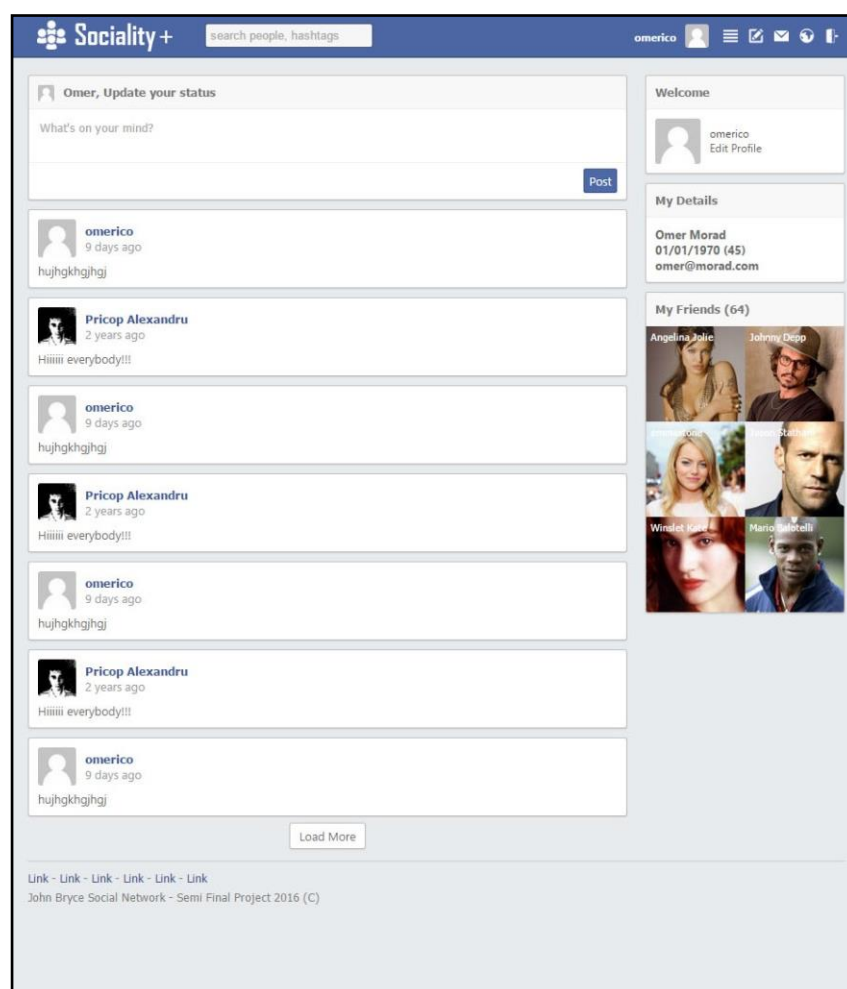 Sociality+
search people, hashtags
omerico
Omer, Update your status
What's on your mind?
Post
omerico
9 days ago
hujhgkhgjhgj
Pricop Alexandru
2 years ago
Hiiiiii everybody!!!
omerico
9 days ago
hujhgkhgjhgj
Pricop Alexandru
2 years ago
Hiiiiii everybody!!!
omerico
9 days ago
hujhgkhgjhgj
Pricop Alexandru
2 years ago
Hiiiiii everybody!!!
omerico
9 days ago
hujhgkhgjhgj
Load More
Welcome
omerico
Edit Profile
My Details
Omer Morad
01/01/1970 (45)
omer@morad.com
My Friends (64)
Angelina Jolie
Johnny Depp
Jason Statham
Winslet Kate
Mario Balotelli
Link - Link - Link - Link - Link - Link
John Bryce Social Network - Semi Final Project 2016 (C)